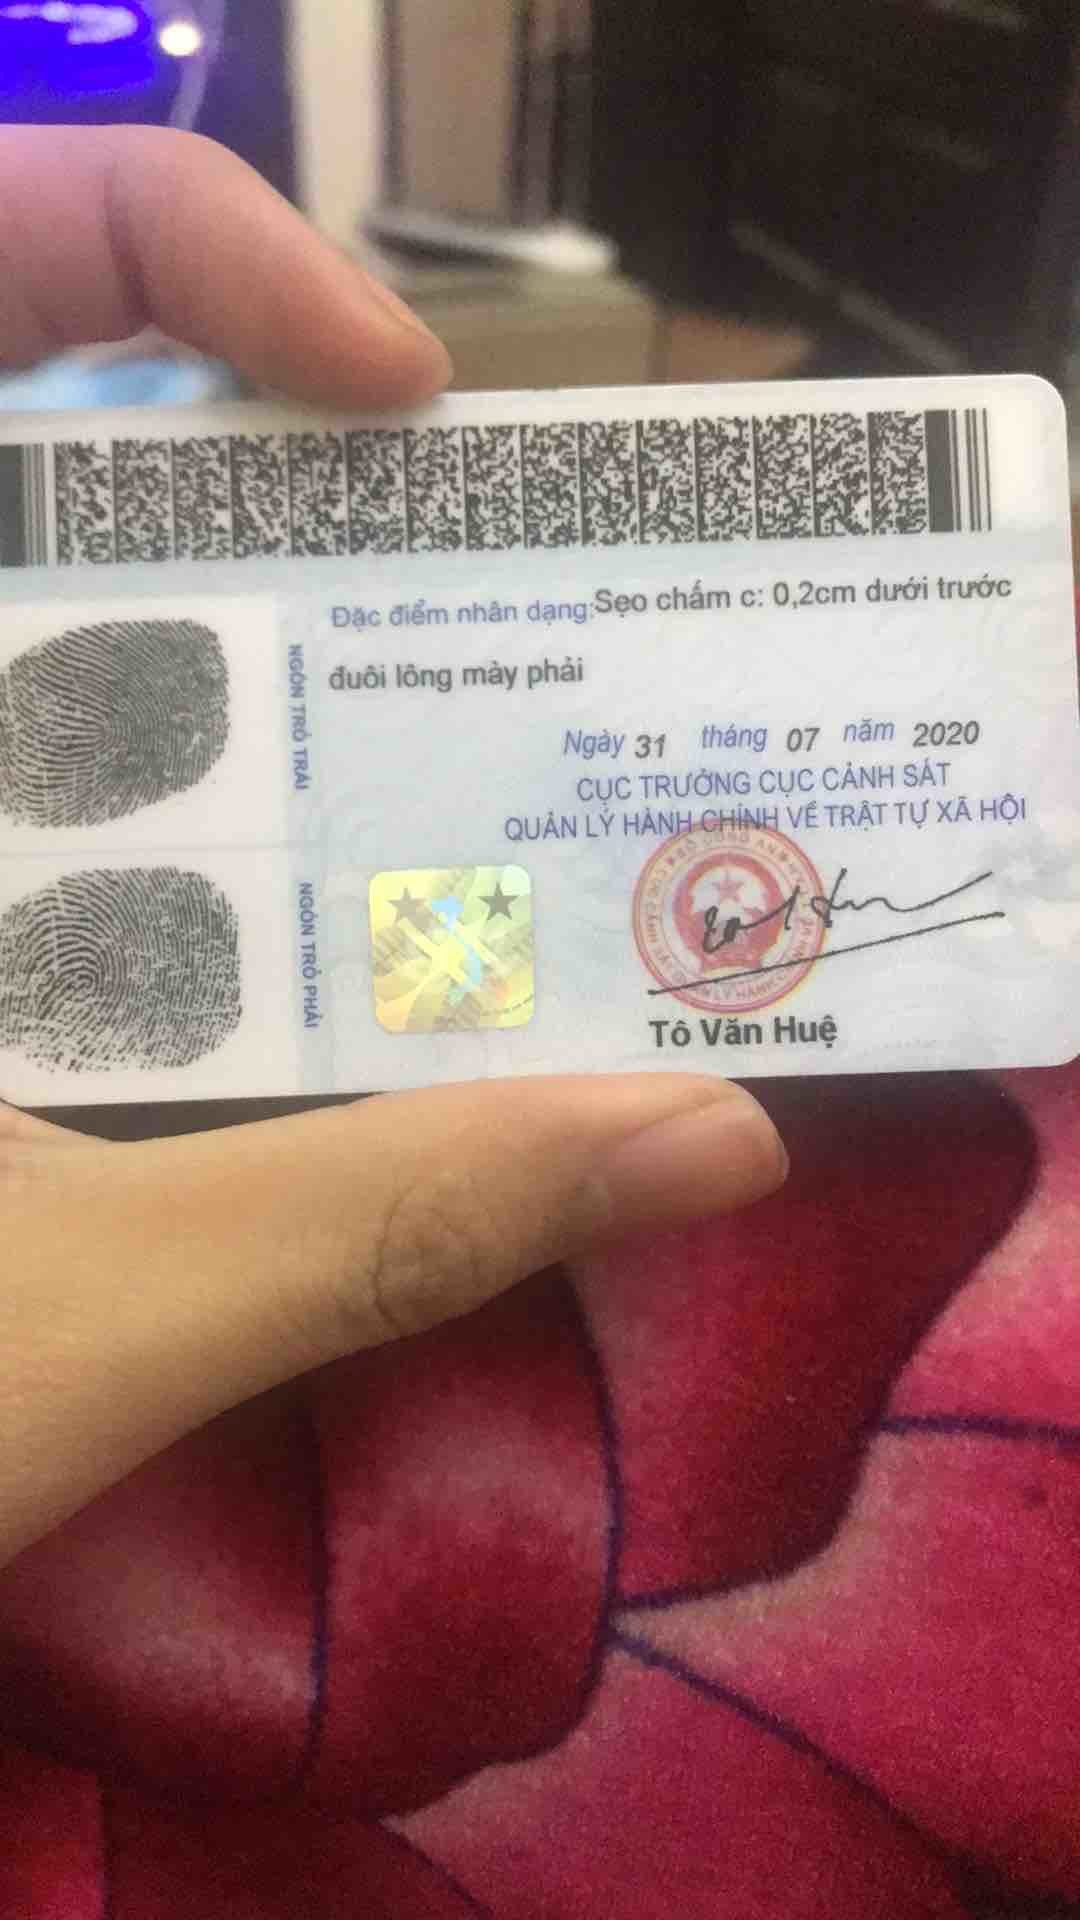 Đặc điểm nhân dạng: Sẹo chấm c: 0,2cm dưới trước
đuôi lông mày phải
NGÓN TRỎ TRÁI
Ngày 31 tháng 07 năm 2020
CỤC TRƯỞNG CỤC CẢNH SÁT
QUẢN LÝ HÀNH CHÍNH VỀ TRẬT TỰ XÃ HỘI
NGÓN TRỎ PHẢI
Tô Văn Huệ